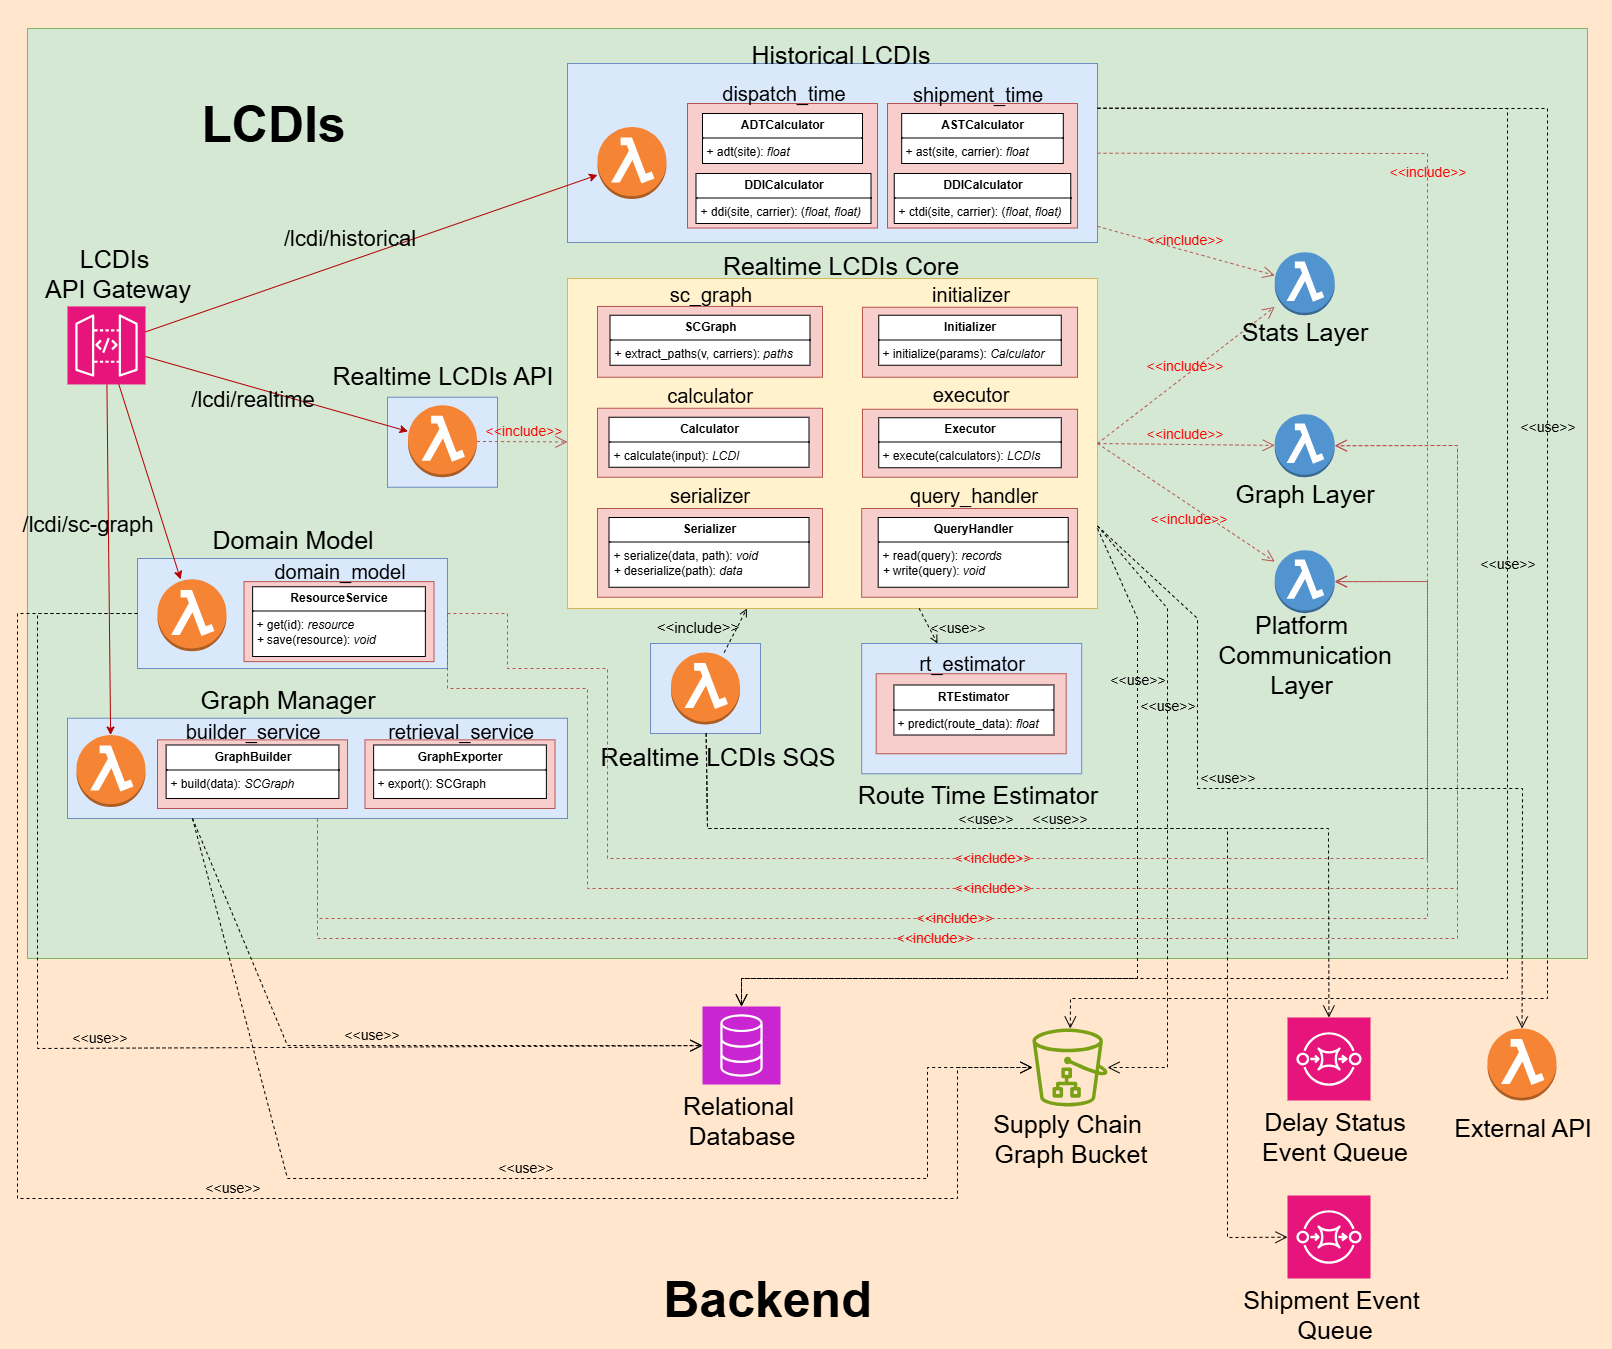 LCDIs
Historical LCDIs
dispatch_time
ADTCalculator
+ adt(site): float
DDICalculator
+ ddi(site, carrier): (float, float)
shipment_time
ASTCalculator
+ ast(site, carrier): float
DDICalculator
+ ctdi(site, carrier): (float, float)
<<include>>
<<include>>
/lcdi/historical
LCDIs
API Gateway
/lcdi/realtime
/lcdi/sc-graph
Realtime LCDIs API
<<include>>
Realtime LCDIs Core
sc_graph
SCGraph
+ extract_paths(v, carriers): paths
initializer
Initializer
+ initialize(params): Calculator
calculator
Calculator
+ calculate(input): LCDI
executor
Executor
+ execute(calculators): LCDIs
serializer
Serializer
+ serialize(data, path): void
+ deserialize(path): data
query_handler
QueryHandler
+ read(query): records
+ write(query): void
Stats Layer
<<include>>
<<include>>
Graph Layer
<<include>>
Platform
Communication
Layer
<<use>>
<<use>>
Domain Model
domain_model
ResourceService
+ get(id): resource
+ save(resource): void
Graph Manager
builder_service
GraphBuilder
+ build(data): SCGraph
retrieval_service
GraphExporter
+ export(): SCGraph
<<include>>
Realtime LCDIs SQS
<<use>>
rt_estimator
RTEstimator
+ predict(route_data): float
Route Time Estimator
<<use>>
<<use>>
<<use>>
<<use>>
<<use>>
<<include>>
<<include>>
<<include>>
<<include>>
<<use>>
<<use>>
<<use>>
<<use>>
Relational
Database
Supply Chain
Graph Bucket
Delay Status
Event Queue
External API
Shipment Event
Queue
Backend